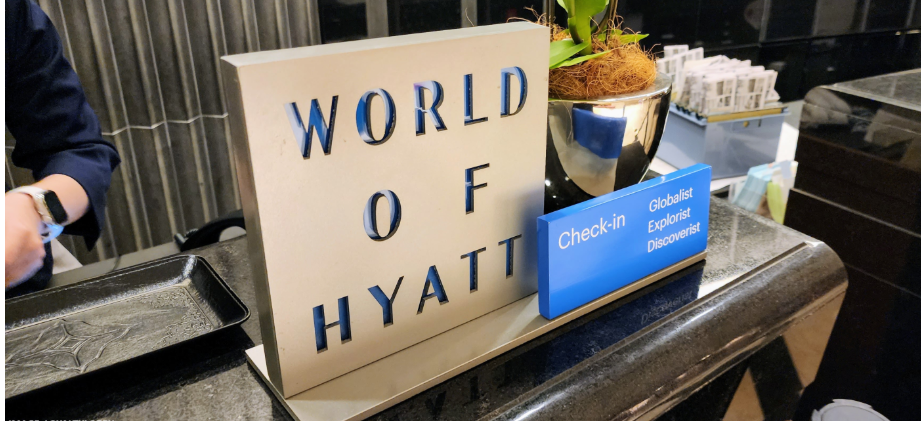 WORLD
OF
HYATT
Check-in
Globalist
Explorist
Discoverist